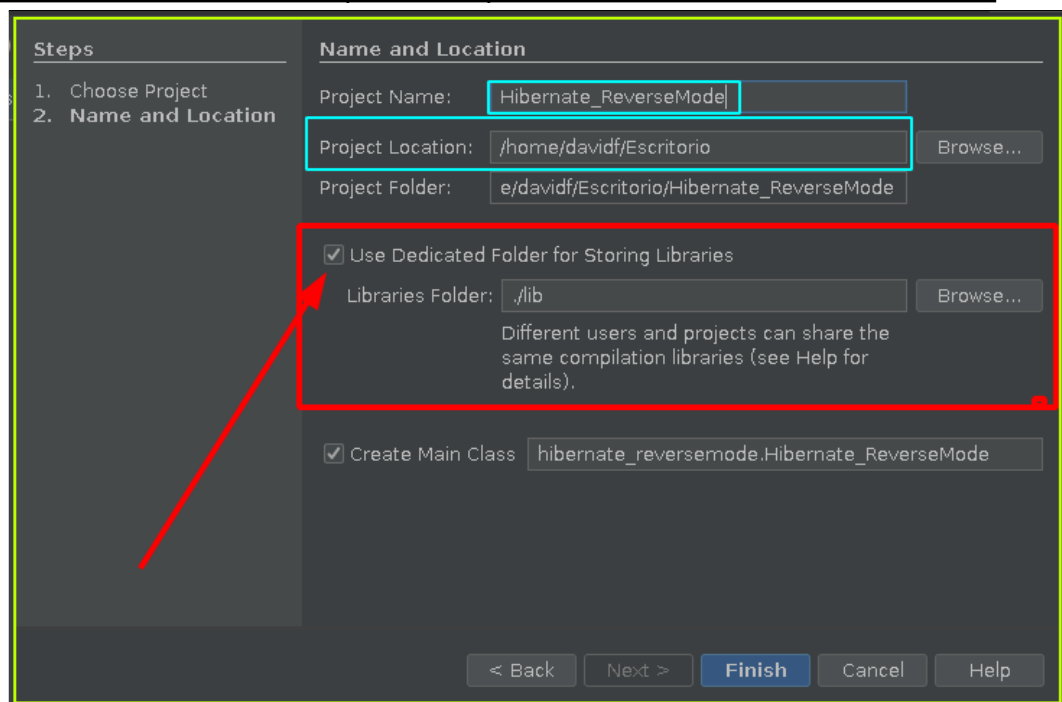 Steps
1. Choose Project
2. Name and Location
Name and Location
Project Name: Hibernate_ReverseMode
Project Location: /home/davidf/Escritorio Browse...
Project Folder: e/davidf/Escritorio/Hibernate_ReverseMode
Use Dedicated Folder for Storing Libraries
Libraries Folder: ./lib Browse...
Different users and projects can share the
same compilation libraries (see Help for
details).
Create Main Class hibernate_reversemode.Hibernate_ReverseMode
< Back Next > Finish Cancel Help